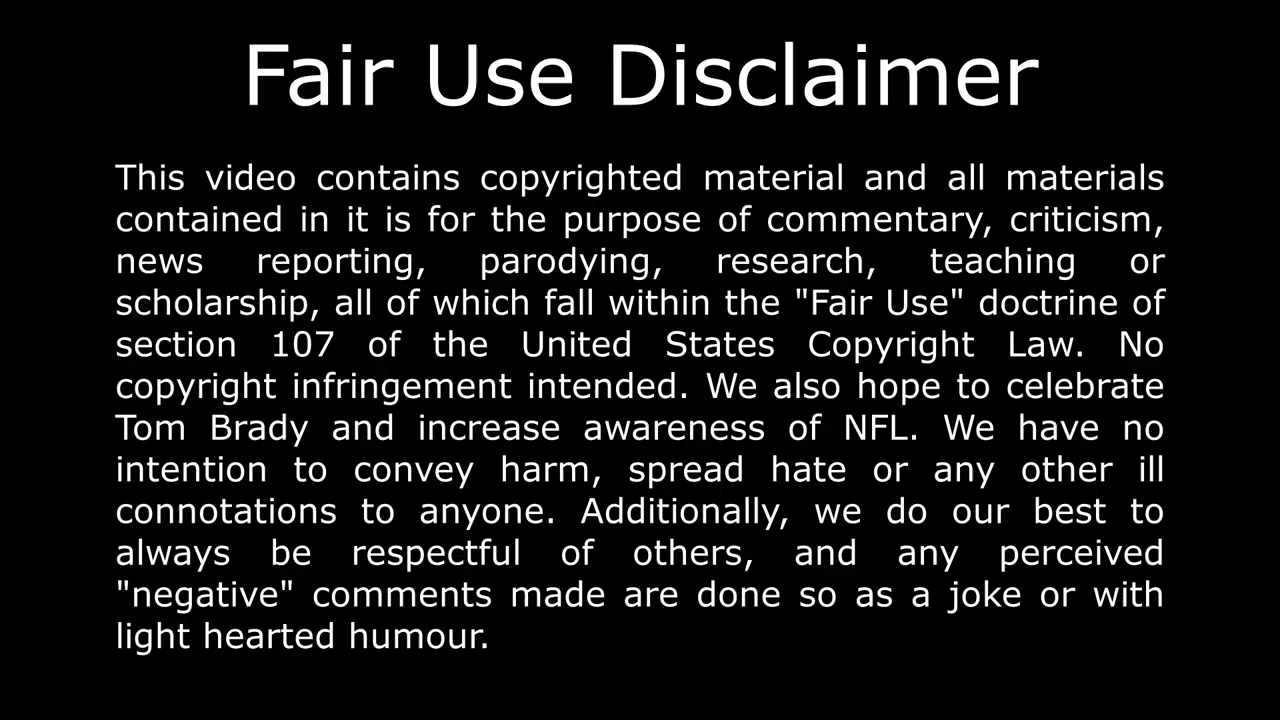 Fair Use Disclaimer
This video contains copyrighted material and all materials
contained in it is for the purpose of commentary, criticism,
news reporting, parodying, research, teaching or
scholarship, all of which fall within the "Fair Use" doctrine of
section 107 of the United States Copyright Law. No
copyright infringement intended. We also hope to celebrate
Tom Brady and increase awareness of NFL. We have no
intention to convey harm, spread hate or any other ill
connotations to anyone. Additionally, we do our best to
always be respectful of others, and any perceived
"negative" comments made are done so as a joke or with
light hearted humour.